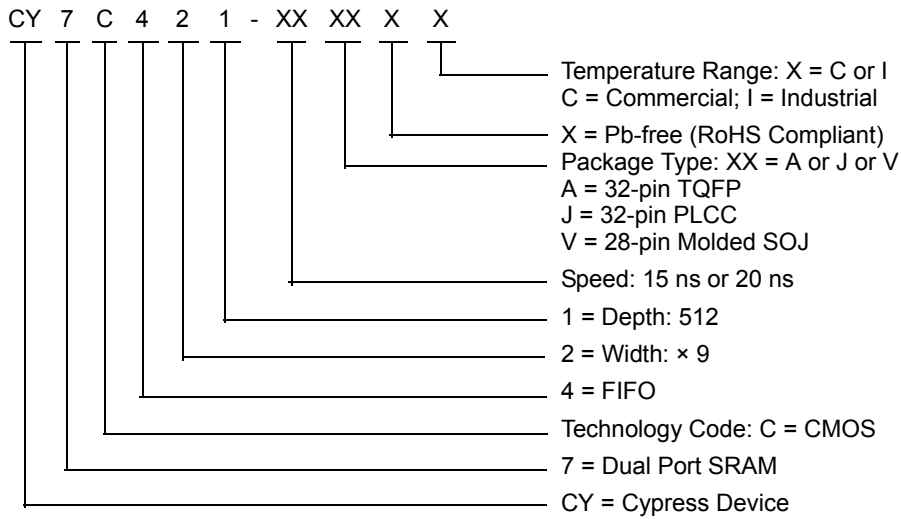 CY 7 C 4 2 1 - XX XX X X
Temperature Range: X = C or I
C = Commercial; I = Industrial
X = Pb-free (RoHS Compliant)
Package Type: XX = A or J or V
A = 32-pin TQFP
J = 32-pin PLCC
V = 28-pin Molded SOJ
Speed: 15 ns or 20 ns
1 = Depth: 512
2 = Width: × 9
4 = FIFO
Technology Code: C = CMOS
7 = Dual Port SRAM
CY = Cypress Device